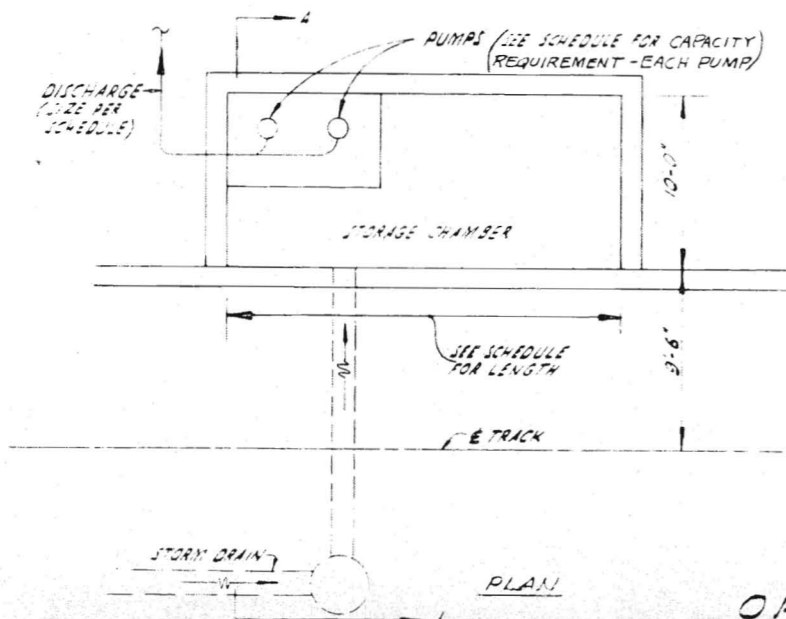 A
PUMPS (SEE SCHEDULE FOR CAPACITY)
(REQUIREMENT-EACH PUMP)
DISCHARGE
(SIZE PER
SCHEDULE)
10'-0"
STORAGE CHAMBER
SEE SCHEDULE
FOR LENGTH
9'-6"
℄ TRACK
STORM DRAIN
PLAN